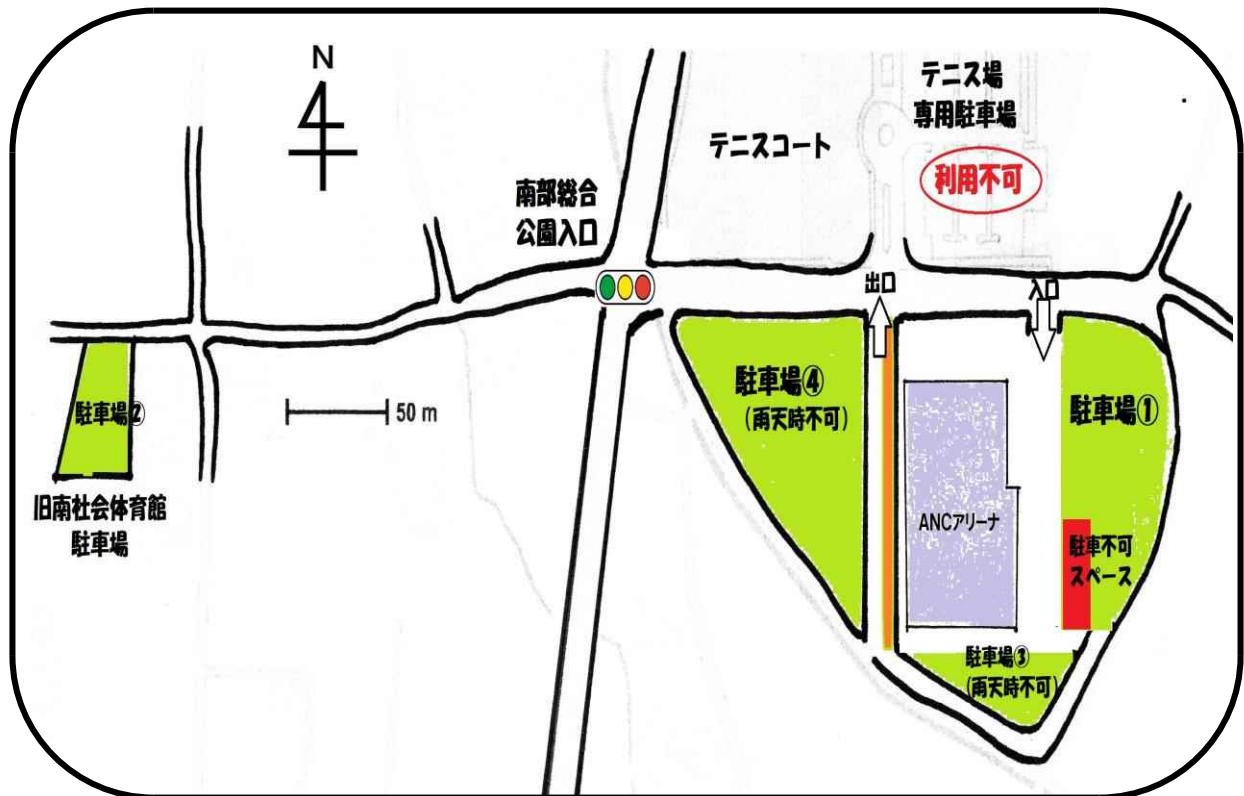 N
テニス場
専用駐車場
利用不可
テニスコート
南部総合
公園入口
出口
入口
駐車場④
(雨天時不可)
駐車場①
駐車場②
50 m
旧南社会体育館
駐車場
ANCアリーナ
駐車不可
スペース
駐車場③
(雨天時不可)